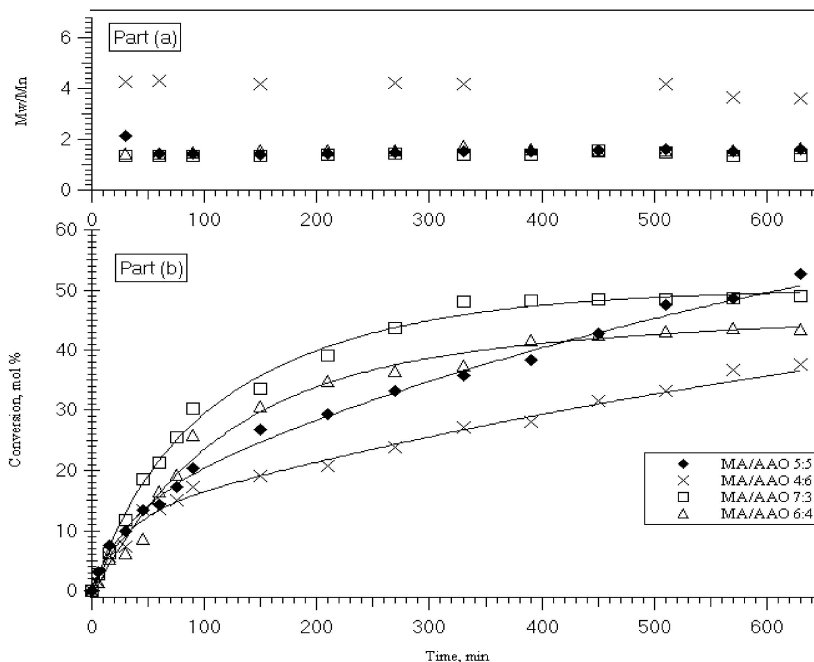 Part (a)
Mw/Mn
6
4
2
0
0 100 200 300 400 500 600
Part (b)
Conversion, mol %
60
50
40
30
20
10
0
MA/AAO 5:5
MA/AAO 4:6
MA/AAO 7:3
MA/AAO 6:4
0 100 200 300 400 500 600
Time, min